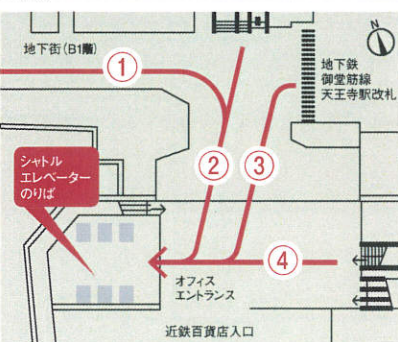 地下街(B1階)
①
N
地下鉄
御堂筋線
天王寺駅改札
②
③
シャトル
エレベーター
のりば
④
オフィス
エントランス
近鉄百貨店入口